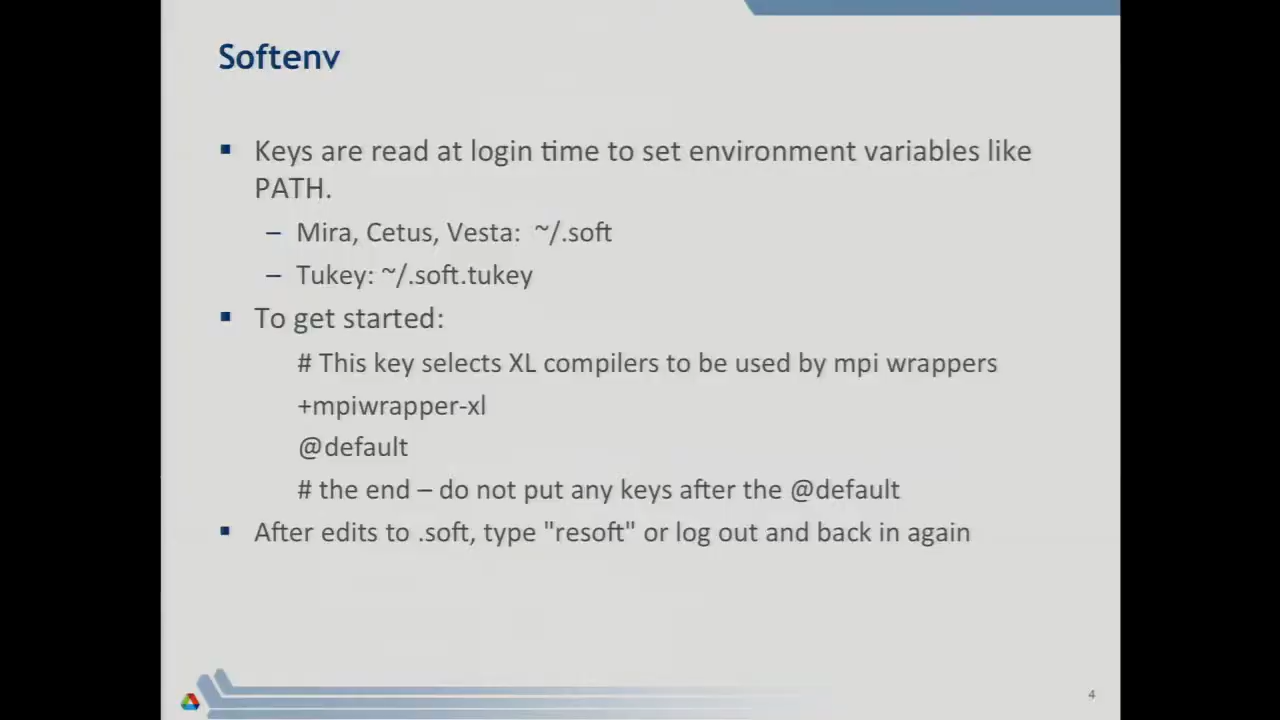 Softenv
▪ Keys are read at login time to set environment variables like
PATH.
– Mira, Cetus, Vesta: ~/.soft
– Tukey: ~/.soft.tukey
▪ To get started:
# This key selects XL compilers to be used by mpi wrappers
+mpiwrapper-xl
@default
# the end – do not put any keys after the @default
▪ After edits to .soft, type "resoft" or log out and back in again
4